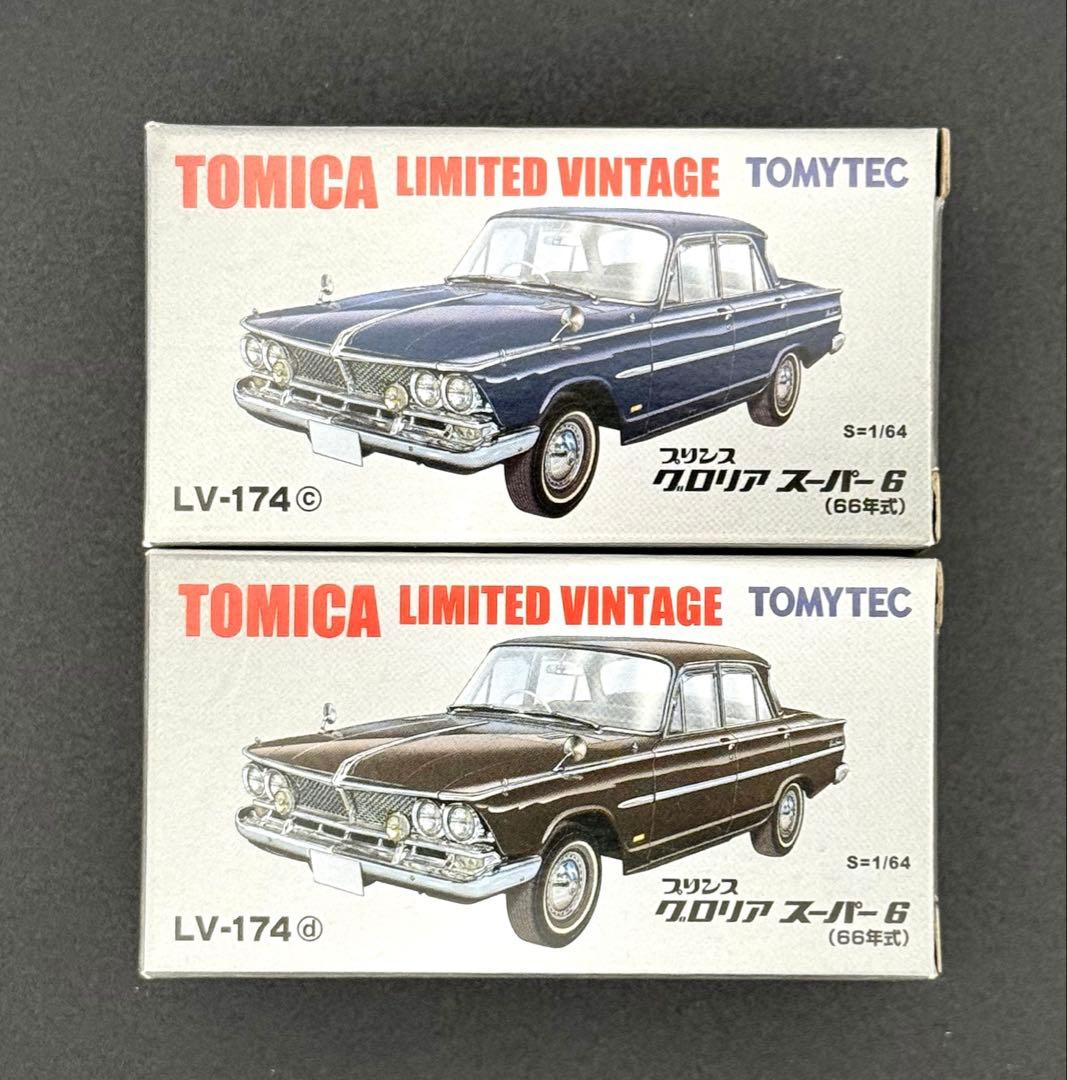 TOMICA LIMITED VINTAGE TOMYTEC
S=1/64
プリンス
グロリア スーパー 6
(66年式)
LV-174 ⓒ
TOMICA LIMITED VINTAGE TOMYTEC
S=1/64
プリンス
グロリア スーパー 6
(66年式)
LV-174 ⓓ